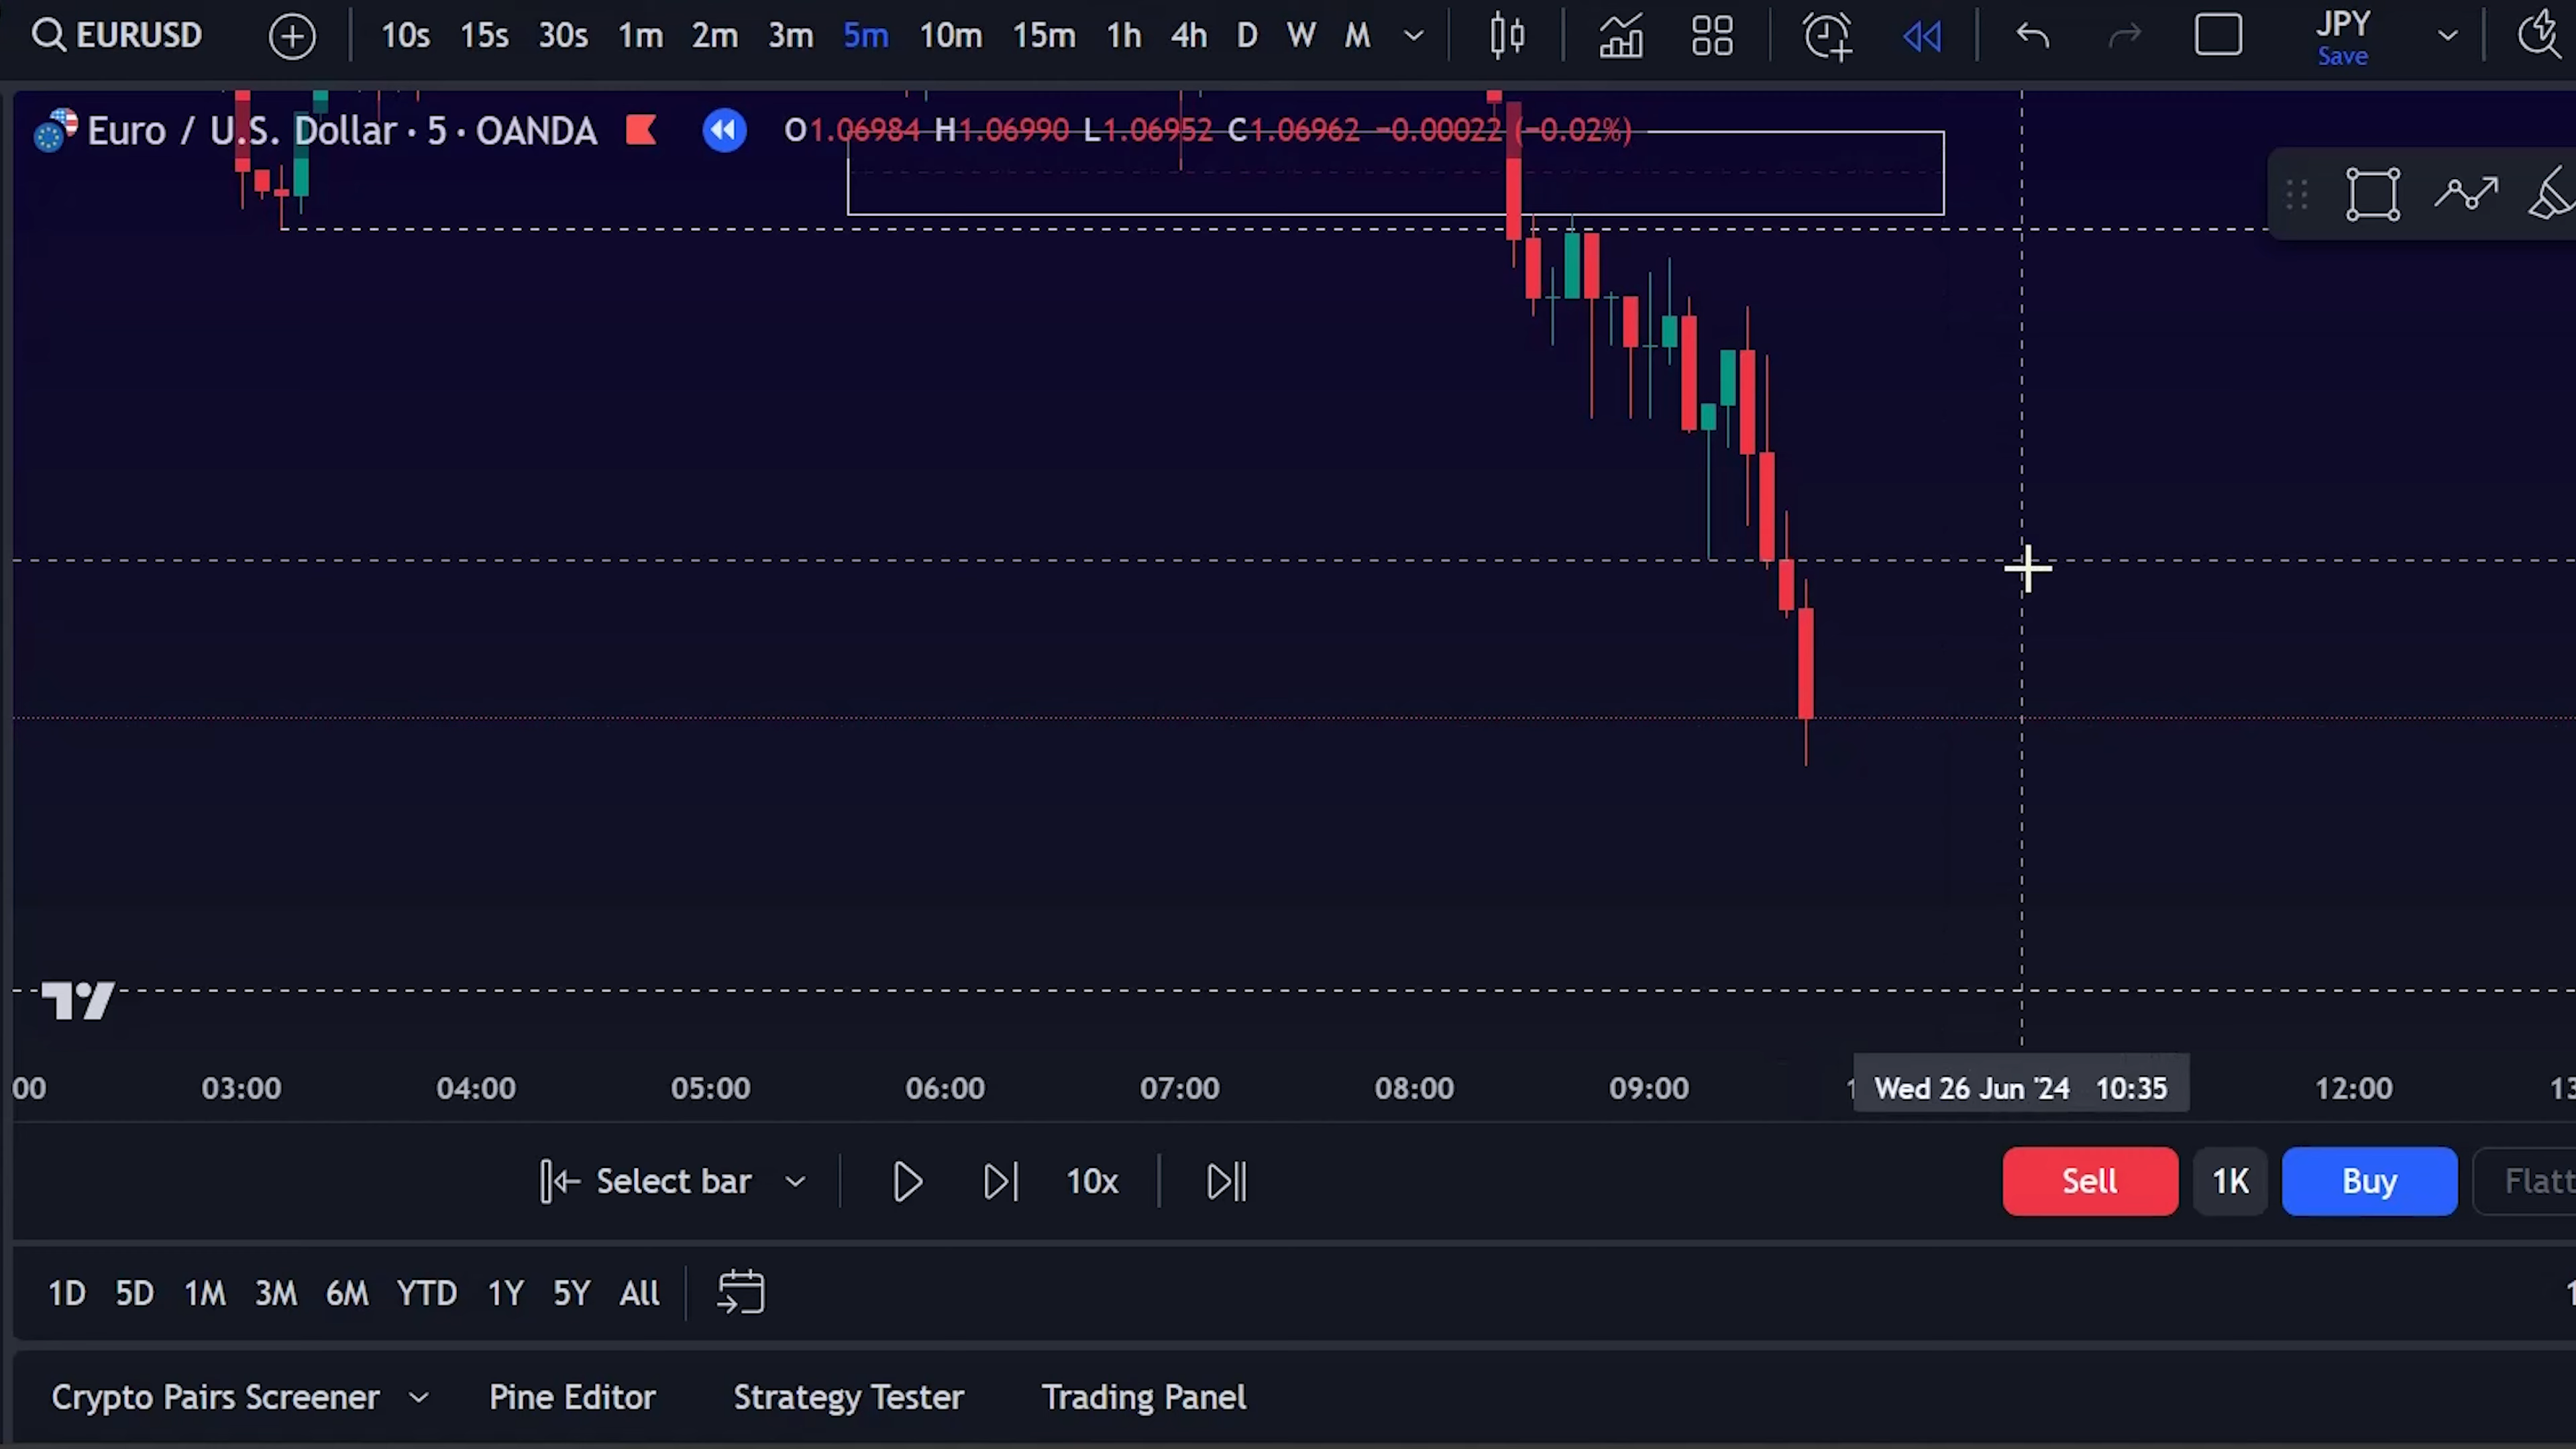 EURUSD 10s 15s 30s 1m 2m 3m 5m 10m 15m 1h 4h D W M JPY
Save
Euro / U.S. Dollar · 5 · OANDA O1.06984 H1.06990 L1.06952 C1.06962 −0.00022 (−0.02%)
00 03:00 04:00 05:00 06:00 07:00 08:00 09:00 Wed 26 Jun '24 10:35 12:00 13
Select bar 10x Sell 1K Buy Flatt
1D 5D 1M 3M 6M YTD 1Y 5Y All
Crypto Pairs Screener Pine Editor Strategy Tester Trading Panel